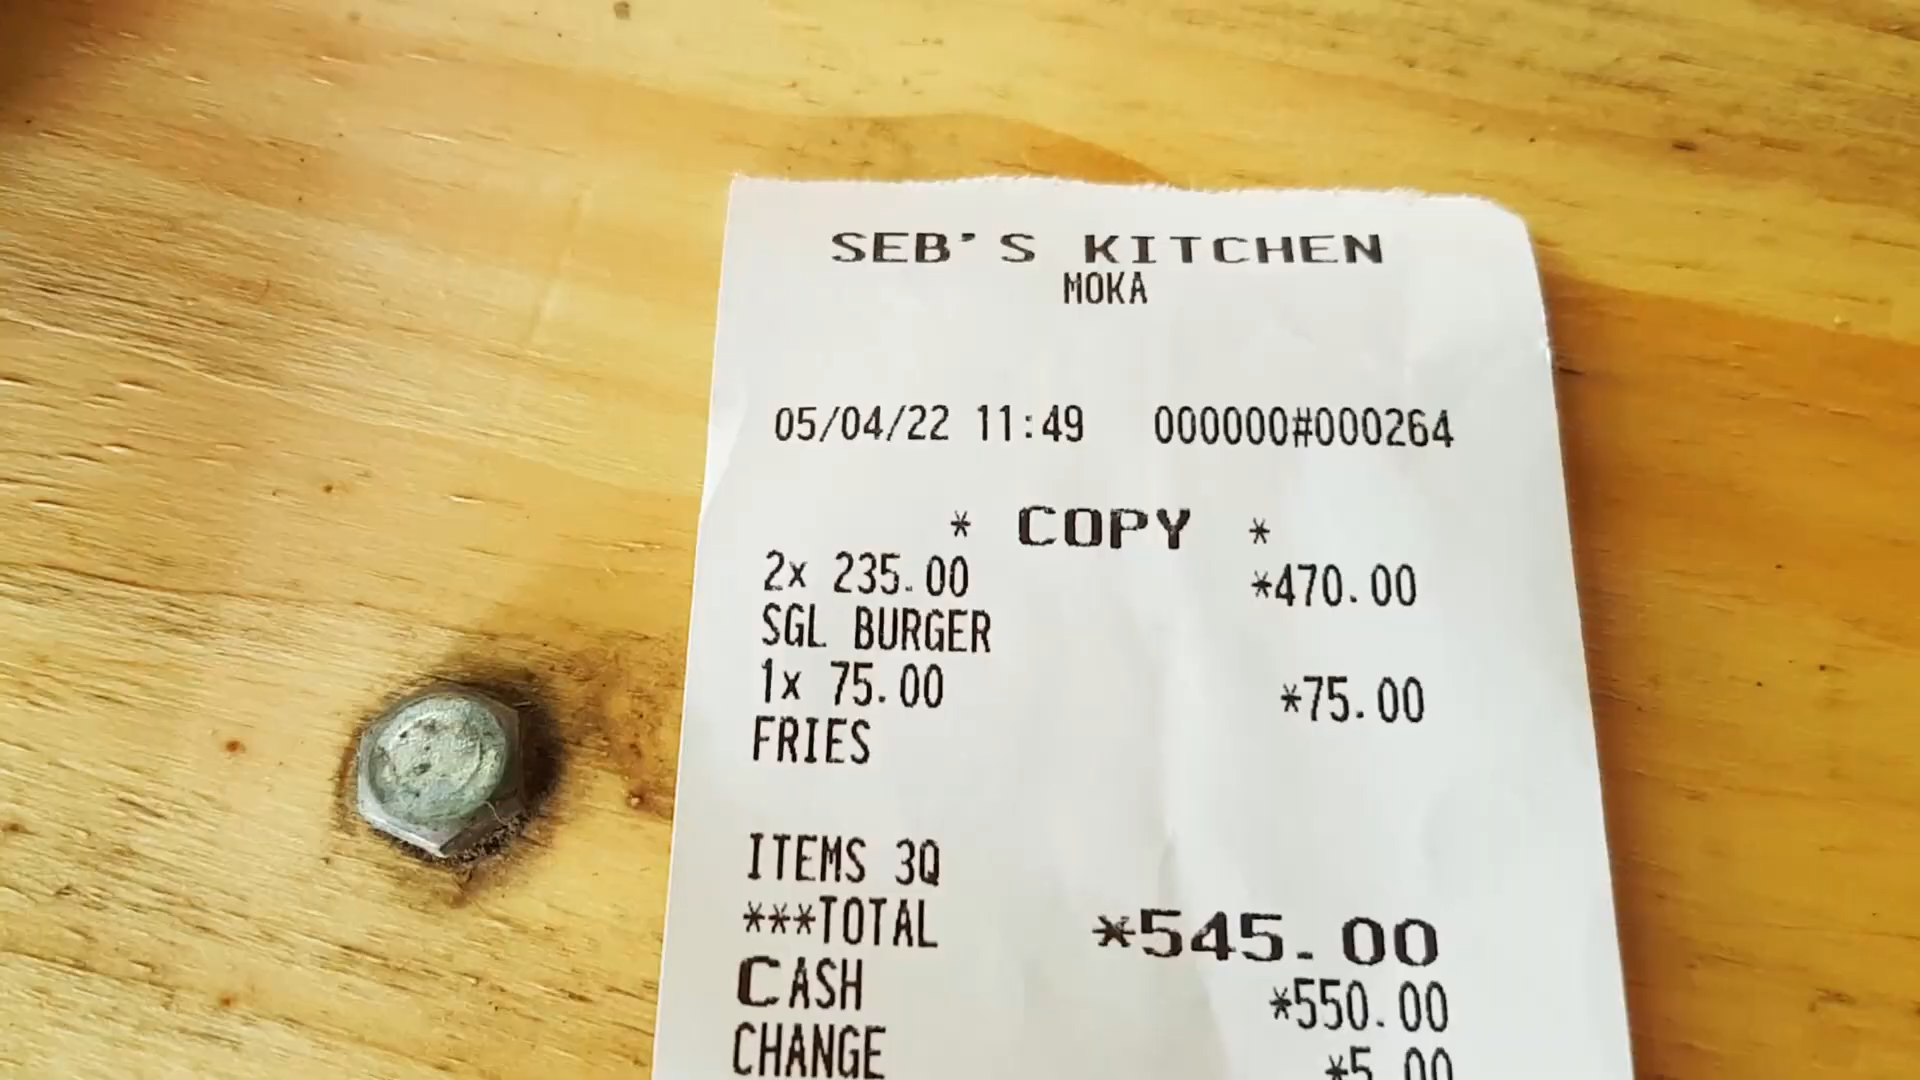 SEB'S KITCHEN
MOKA
05/04/22 11:49 000000#000264
* COPY *
2x 235.00 *470.00
SGL BURGER
1x 75.00 *75.00
FRIES
ITEMS 3Q
***TOTAL *545.00
CASH *550.00
CHANGE *5.00